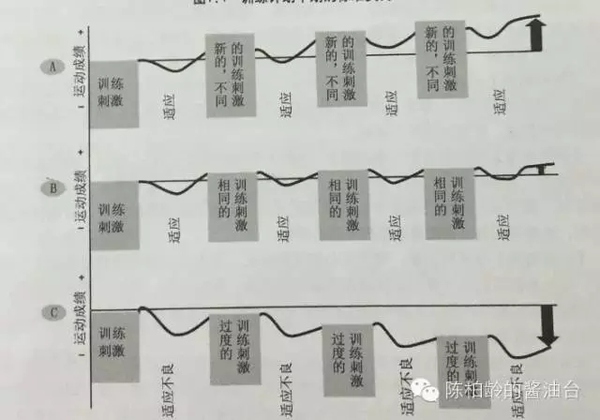 A
— 运动成绩 +
训练
刺激
适应
新的，不同
的训练刺激
适应
新的，不同
的训练刺激
适应
新的，不同
的训练刺激
适应
B
— 运动成绩 +
训练
刺激
适应
相同的
训练刺激
适应
相同的
训练刺激
适应
相同的
训练刺激
适应
C
— 运动成绩 +
训练
刺激
适应不良
过度的
训练刺激
适应不良
过度的
训练刺激
适应不良
过度的
训练刺激
适应不良
陈柏龄的酱油台